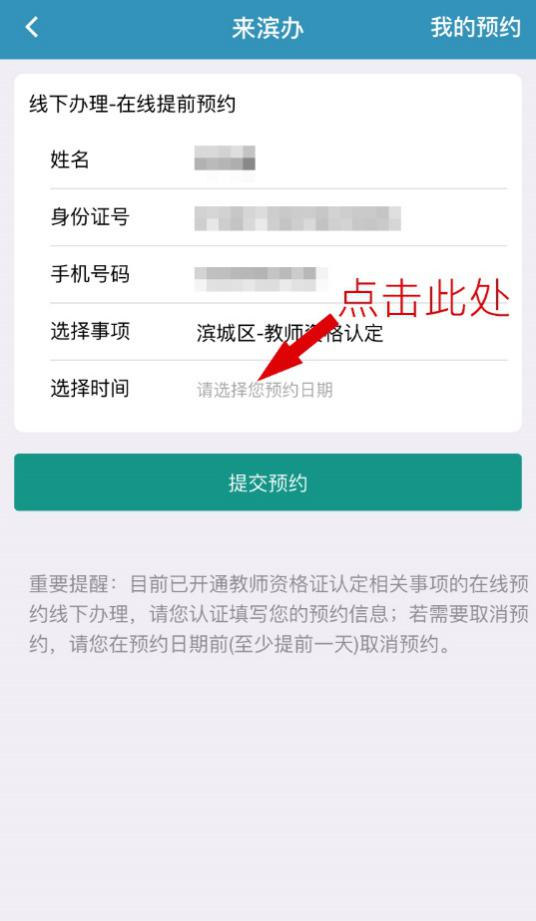 来滨办
我的预约
线下办理-在线提前预约
姓名
身份证号
手机号码
点击此处
选择事项 滨城区-教师资格认定
选择时间 请选择您预约日期
提交预约
重要提醒：目前已开通教师资格证认定相关事项的在线预
约线下办理，请您认证填写您的预约信息；若需要取消预
约，请您在预约日期前(至少提前一天)取消预约。